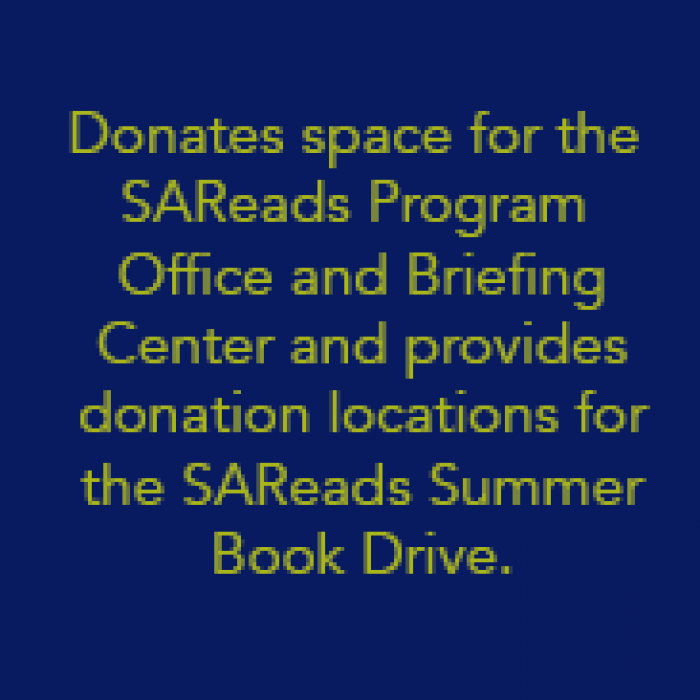 Donates space for the
SAReads Program
Office and Briefing
Center and provides
donation locations for
the SAReads Summer
Book Drive.